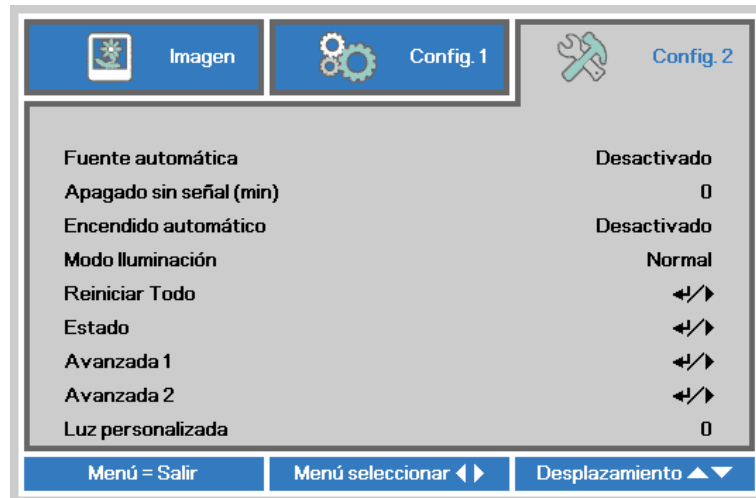 Imagen Config. 1 Config. 2
Fuente automática Desactivado
Apagado sin señal (min) 0
Encendido automático Desactivado
Modo Iluminación Normal
Reiniciar Todo ↵/▶
Estado ↵/▶
Avanzada 1 ↵/▶
Avanzada 2 ↵/▶
Luz personalizada 0
Menú = Salir Menú seleccionar ◀▶ Desplazamiento ▲▼